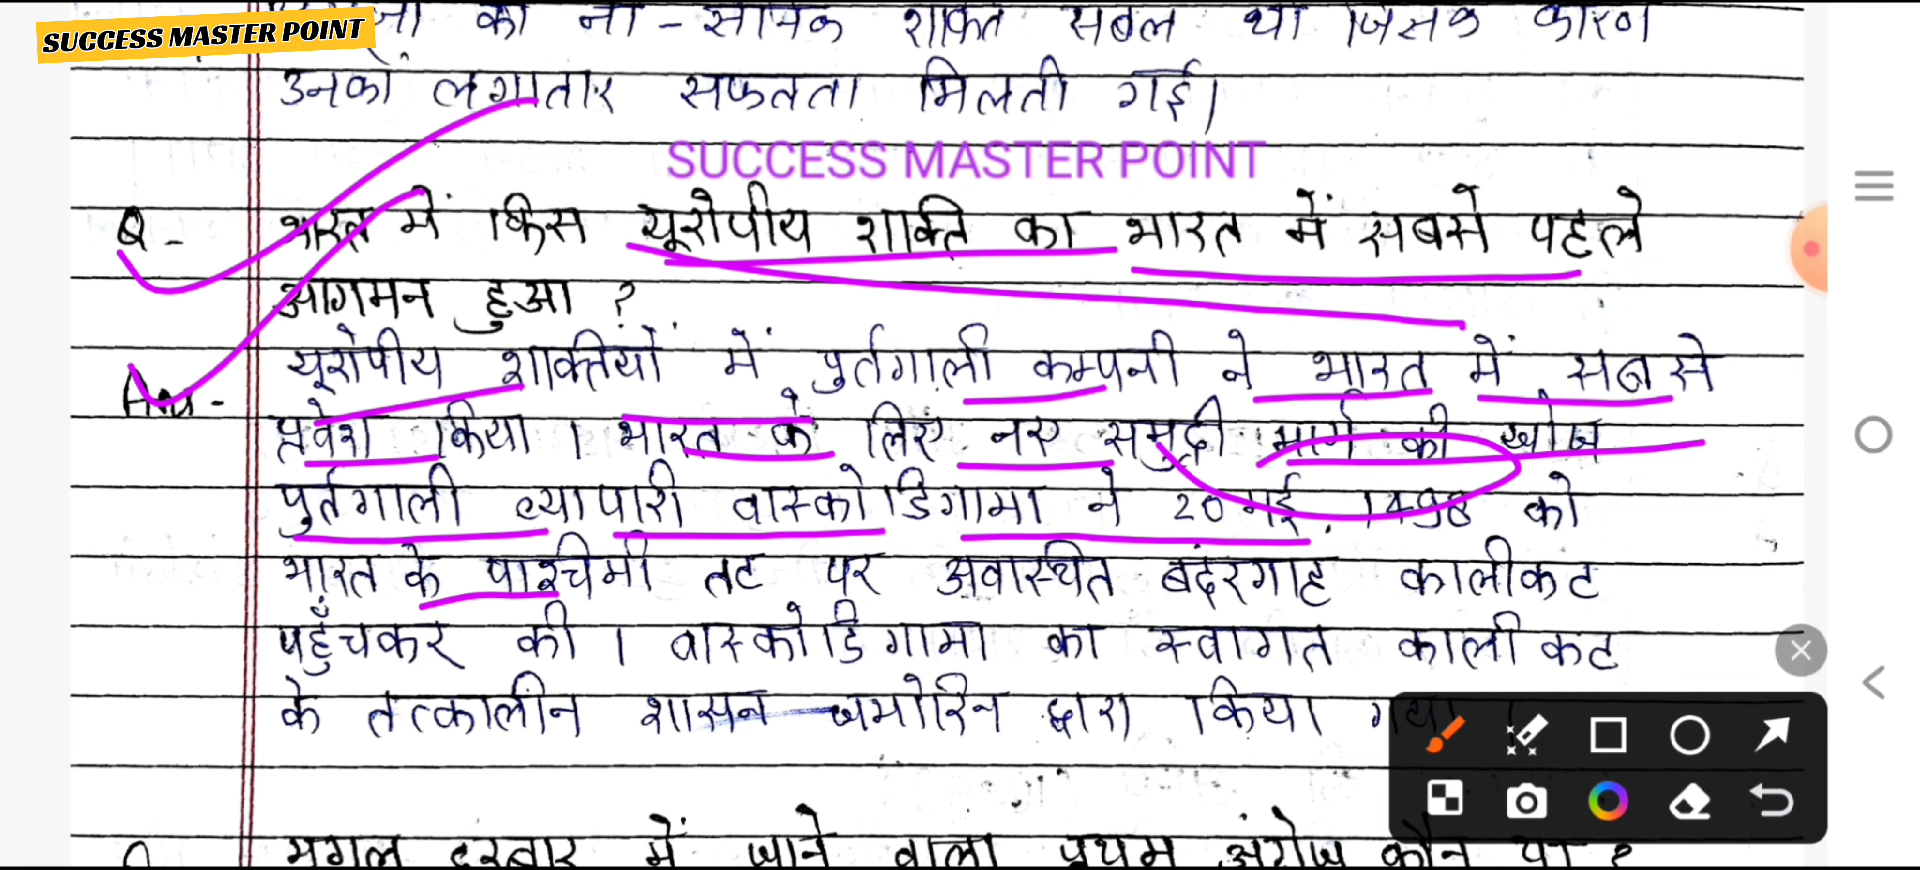 SUCCESS MASTER POINT
का नौ-सैनिक शक्ति सबल था जिसके कारण
उनको लगातार सफलता मिलती गई।
SUCCESS MASTER POINT
Q - भारत में किस यूरोपीय शक्ति का भारत में सबसे पहले
आगमन हुआ ?
यूरोपीय शक्तियों में पुर्तगाली कम्पनी ने भारत में सबसे
Ans - प्रवेश किया । भारत के लिए नए समुद्री मार्ग की खोज
पुर्तगाली व्यापारी वास्कोडिगामा ने 20 मई, 1498 को
भारत के पश्चिमी तट पर अवस्थित बंदरगाह कालीकट
पहुँचकर की । वास्कोडिगामा का स्वागत कालीकट
के तत्कालीन शासन जमोरिन द्वारा किया गया ।
मुगल दरबार में जाने वाला प्रथम अंग्रेज कौन था ?